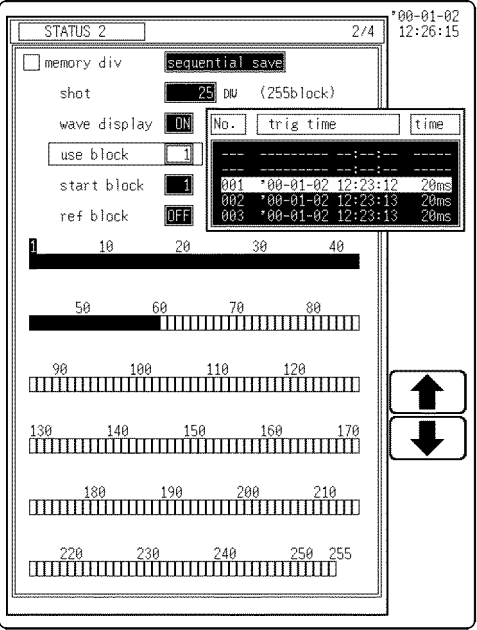 '00-01-02
STATUS 2 2/4 12:26:15
memory div sequential save
shot 25 DIV (255block)
wave display ON No. trig time time
use block 1 --- -------- --:--:-- -----
--- -------- --:--:-- -----
start block 1 001 '00-01-02 12:23:12 20ms
002 '00-01-02 12:23:13 20ms
ref block OFF 003 '00-01-02 12:23:13 20ms
1 10 20 30 40
50 60 70 80
90 100 110 120
130 140 150 160 170
180 190 200 210
220 230 240 250 255